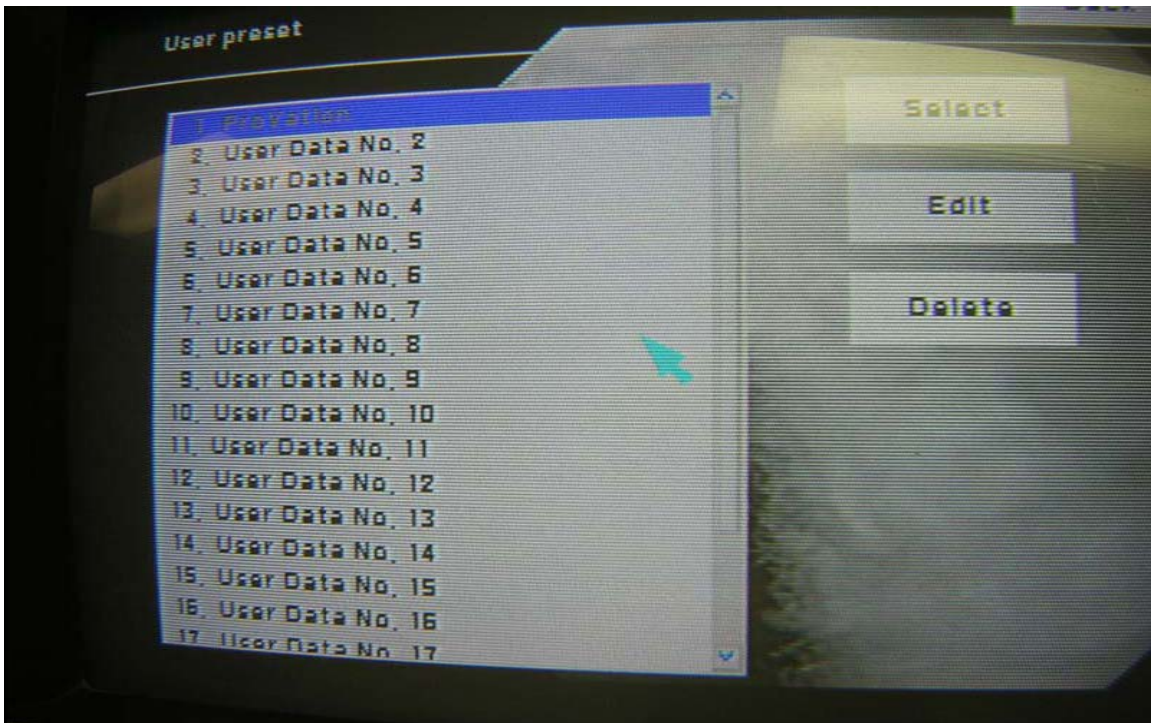 User preset
1. ProVation
2. User Data No. 2
3. User Data No. 3
4. User Data No. 4
5. User Data No. 5
6. User Data No. 6
7. User Data No. 7
8. User Data No. 8
9. User Data No. 9
10. User Data No. 10
11. User Data No. 11
12. User Data No. 12
13. User Data No. 13
14. User Data No. 14
15. User Data No. 15
16. User Data No. 16
17. User Data No. 17
Select
Edit
Delete